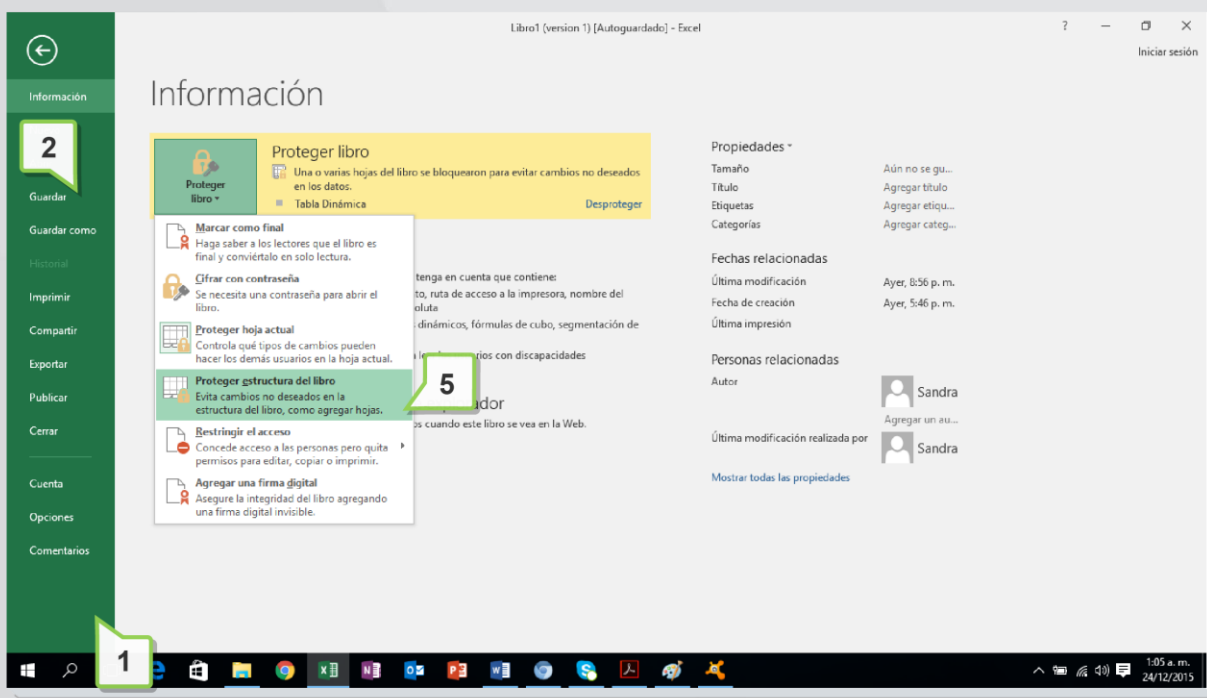 Libro1 (version 1) [Autoguardado] - Excel
?
Iniciar sesión
Información
2
Guardar
Guardar como
Historial
Imprimir
Compartir
Exportar
Publicar
Cerrar
Cuenta
Opciones
Comentarios
1
Información
Proteger
libro
Proteger libro
Una o varias hojas del libro se bloquearon para evitar cambios no deseados
en los datos.
Tabla Dinámica
Desproteger
Marcar como final
Haga saber a los lectores que el libro es
final y conviértalo en solo lectura.
Cifrar con contraseña
Se necesita una contraseña para abrir el
libro.
Proteger hoja actual
Controla qué tipos de cambios pueden
hacer los demás usuarios en la hoja actual.
Proteger estructura del libro
Evita cambios no deseados en la
estructura del libro, como agregar hojas.
Restringir el acceso
Concede acceso a las personas pero quita
permisos para editar, copiar o imprimir.
Agregar una firma digital
Asegure la integridad del libro agregando
una firma digital invisible.
tenga en cuenta que contiene:
to, ruta de acceso a la impresora, nombre del
oluta
dinámicos, fórmulas de cubo, segmentación de
rios con discapacidades
5
ador
os cuando este libro se vea en la Web.
Propiedades
Tamaño Aún no se gu...
Título Agregar título
Etiquetas Agregar etiqu...
Categorías Agregar categ...
Fechas relacionadas
Última modificación Ayer, 8:56 p. m.
Fecha de creación Ayer, 5:46 p. m.
Última impresión
Personas relacionadas
Autor
Sandra
Agregar un au...
Última modificación realizada por
Sandra
Mostrar todas las propiedades
1:05 a. m.
24/12/2015